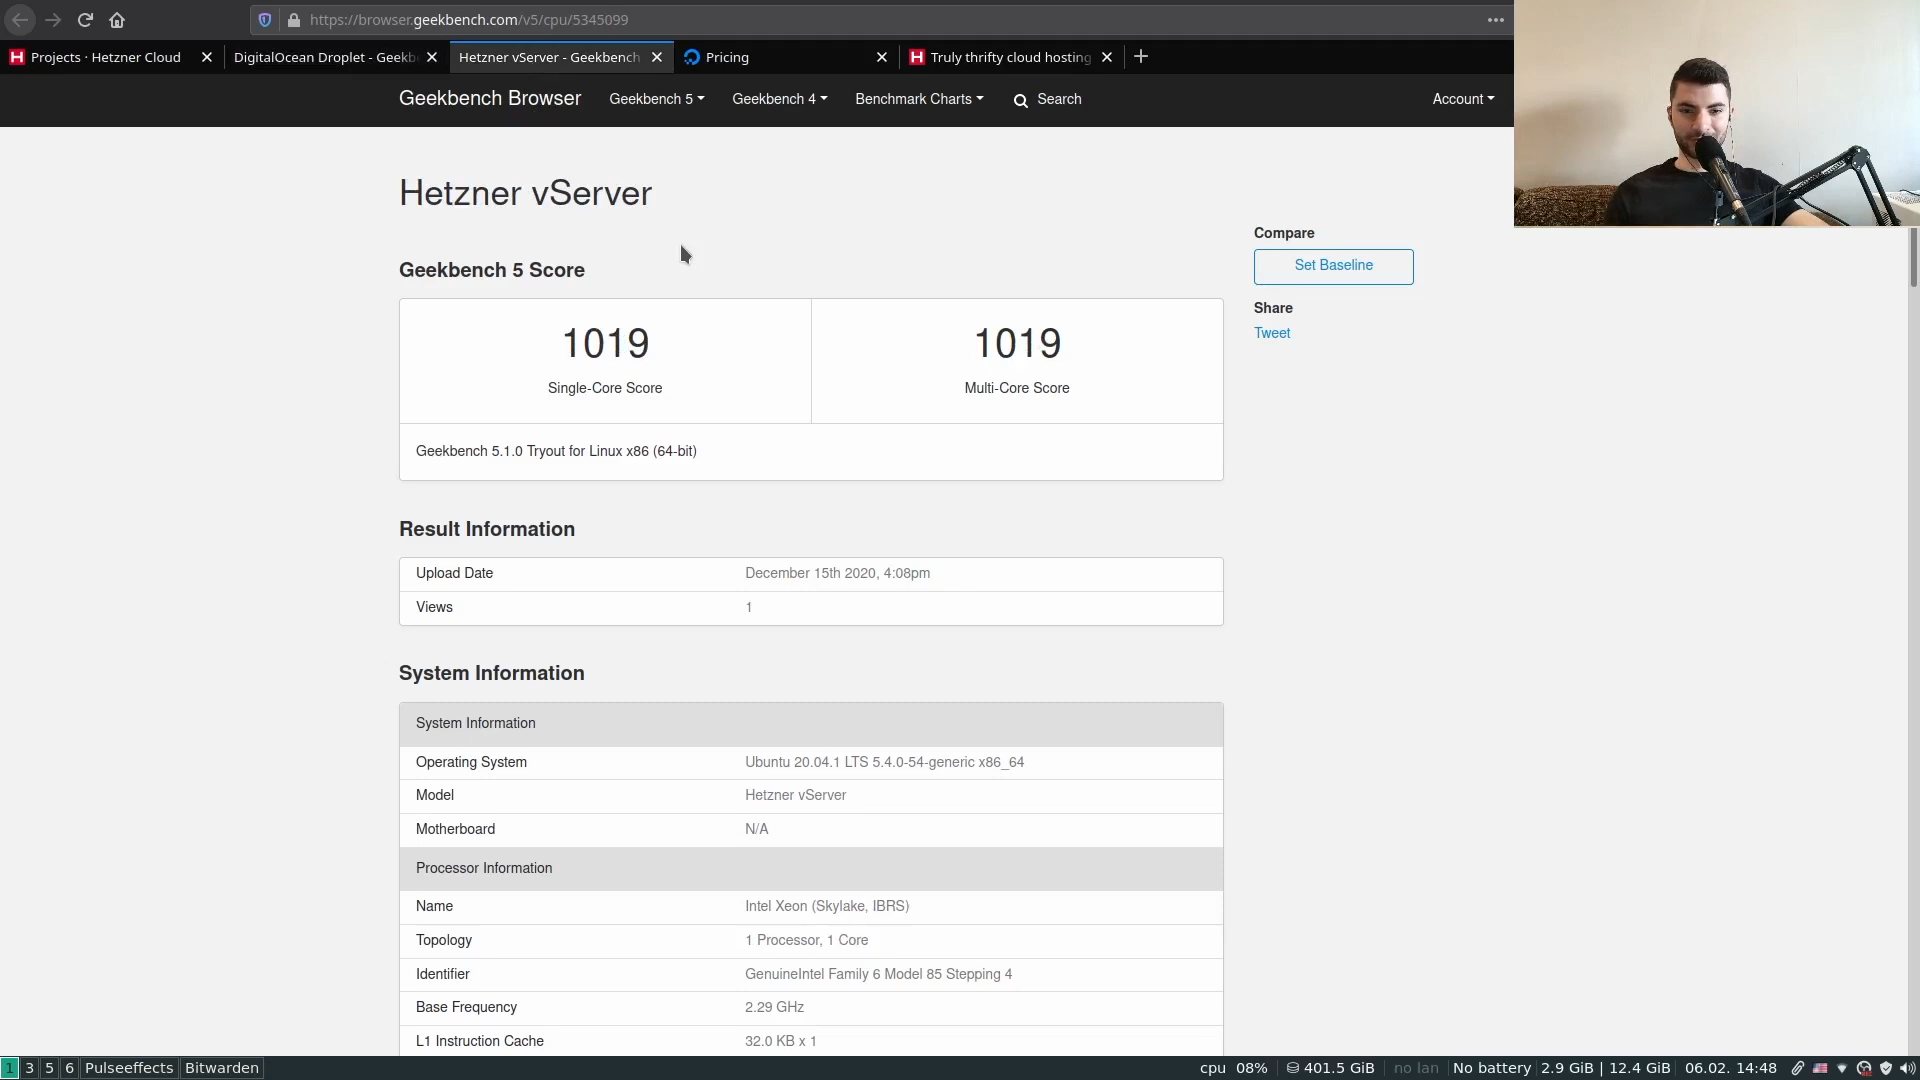 https://browser.geekbench.com/v5/cpu/5345099
Projects · Hetzner Cloud
DigitalOcean Droplet - Geekb
Hetzner vServer - Geekbench
Pricing
Truly thrifty cloud hosting
Geekbench Browser
Geekbench 5
Geekbench 4
Benchmark Charts
Search
Account
Hetzner vServer
Compare
Set Baseline
Share
Tweet
Geekbench 5 Score
1019
Single-Core Score
1019
Multi-Core Score
Geekbench 5.1.0 Tryout for Linux x86 (64-bit)
Result Information
Upload Date December 15th 2020, 4:08pm
Views 1
System Information
System Information
Operating System Ubuntu 20.04.1 LTS 5.4.0-54-generic x86_64
Model Hetzner vServer
Motherboard N/A
Processor Information
Name Intel Xeon (Skylake, IBRS)
Topology 1 Processor, 1 Core
Identifier GenuineIntel Family 6 Model 85 Stepping 4
Base Frequency 2.29 GHz
L1 Instruction Cache 32.0 KB x 1
1 3 5 6 Pulseeffects Bitwarden cpu 08% 401.5 GiB no lan No battery 2.9 GiB | 12.4 GiB 06.02. 14:48